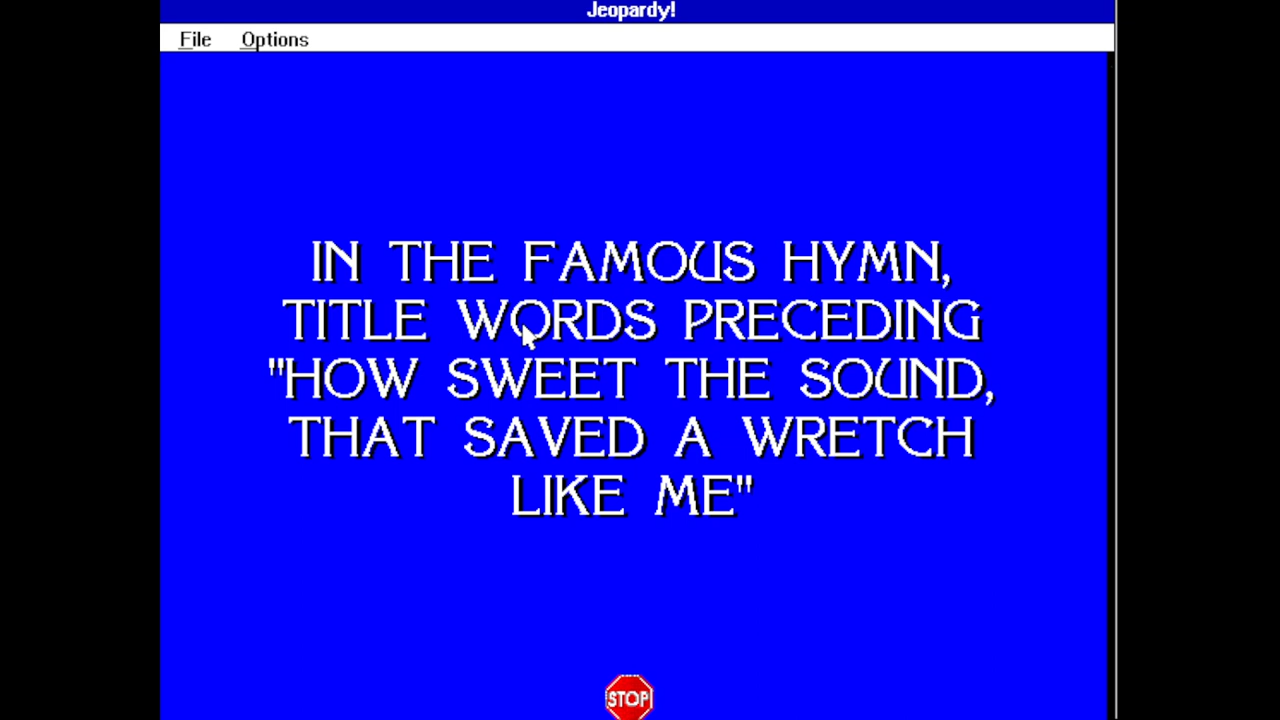 Jeopardy!
File Options
IN THE FAMOUS HYMN,
TITLE WORDS PRECEDING
"HOW SWEET THE SOUND,
THAT SAVED A WRETCH
LIKE ME"
STOP